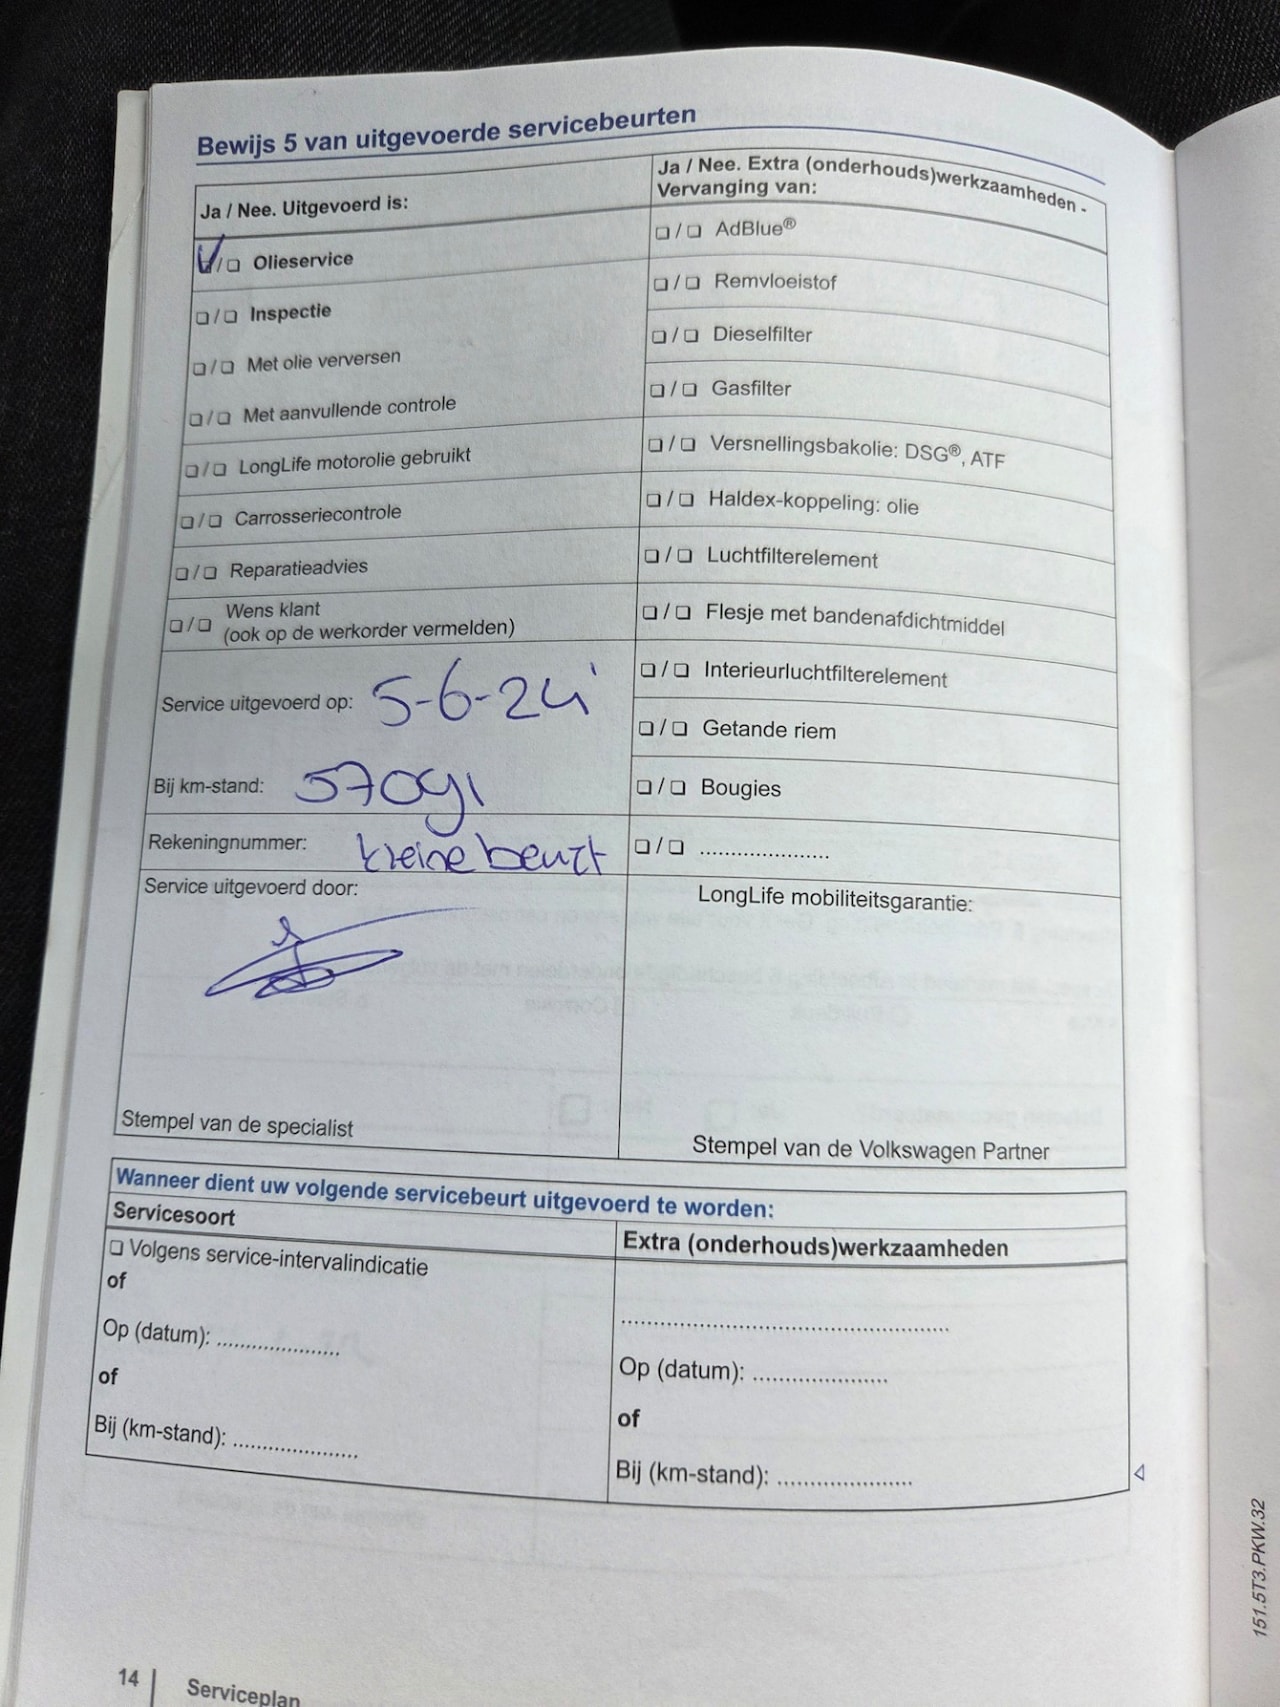 Bewijs 5 van uitgevoerde servicebeurten
Ja / Nee. Uitgevoerd is:
❏/❏ Olieservice
❏/❏ Inspectie
❏/❏ Met olie verversen
❏/❏ Met aanvullende controle
❏/❏ LongLife motorolie gebruikt
❏/❏ Carrosseriecontrole
❏/❏ Reparatieadvies
❏/❏ Wens klant
(ook op de werkorder vermelden)
Service uitgevoerd op: 5-6-24
Bij km-stand: 57091
Rekeningnummer: kleine beurt
Service uitgevoerd door:
Stempel van de specialist
Ja / Nee. Extra (onderhouds)werkzaamheden -
Vervanging van:
❏/❏ AdBlue®
❏/❏ Remvloeistof
❏/❏ Dieselfilter
❏/❏ Gasfilter
❏/❏ Versnellingsbakolie: DSG®, ATF
❏/❏ Haldex-koppeling: olie
❏/❏ Luchtfilterelement
❏/❏ Flesje met bandenafdichtmiddel
❏/❏ Interieurluchtfilterelement
❏/❏ Getande riem
❏/❏ Bougies
❏/❏ .....................
LongLife mobiliteitsgarantie:
Stempel van de Volkswagen Partner
Wanneer dient uw volgende servicebeurt uitgevoerd te worden:
Servicesoort
❏ Volgens service-intervalindicatie
of
Op (datum): .....................
of
Bij (km-stand): .....................
Extra (onderhouds)werkzaamheden
.....................................................
Op (datum): .....................
of
Bij (km-stand): .....................
151.5T3.PKW.32
14 Serviceplan